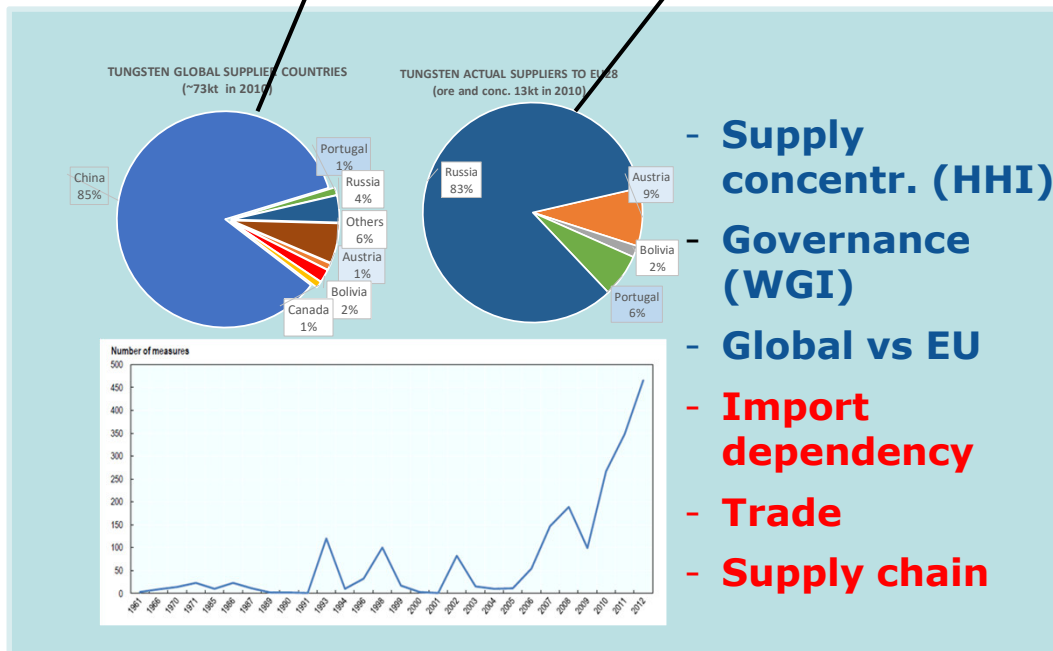 TUNGSTEN GLOBAL SUPPLIER COUNTRIES
(~73kt in 2010)
China
85%
Portugal
1%
Russia
4%
Others
6%
Austria
1%
Bolivia
2%
Canada
1%
TUNGSTEN ACTUAL SUPPLIERS TO EU28
(ore and conc. 13kt in 2010)
Russia
83%
Austria
9%
Bolivia
2%
Portugal
6%
Number of measures
500
450
400
350
300
250
200
150
100
50
0
1961 1966 1970 1971 1985 1986 1987 1989 1990 1991 1993 1994 1996 1998 1999 2000 2001 2002 2003 2004 2005 2006 2007 2008 2009 2010 2011 2012
- Supply
concentr. (HHI)
- Governance
(WGI)
- Global vs EU
- Import
dependency
- Trade
- Supply chain